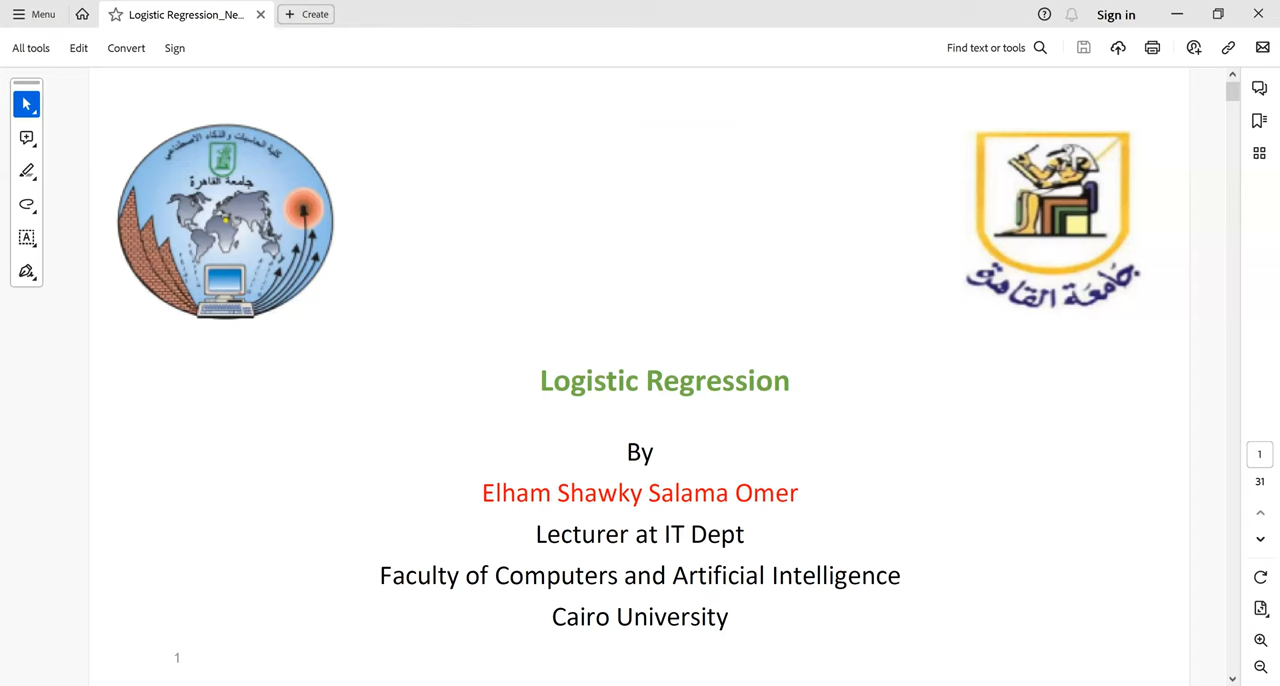 Menu
Logistic Regression_Ne...
Create
Sign in
All tools
Edit
Convert
Sign
Find text or tools
كلية الحاسبات والذكاء الاصطناعي
جامعة القاهرة
جامعة القاهرة
Logistic Regression
By
Elham Shawky Salama Omer
Lecturer at IT Dept
Faculty of Computers and Artificial Intelligence
Cairo University
1
1
31